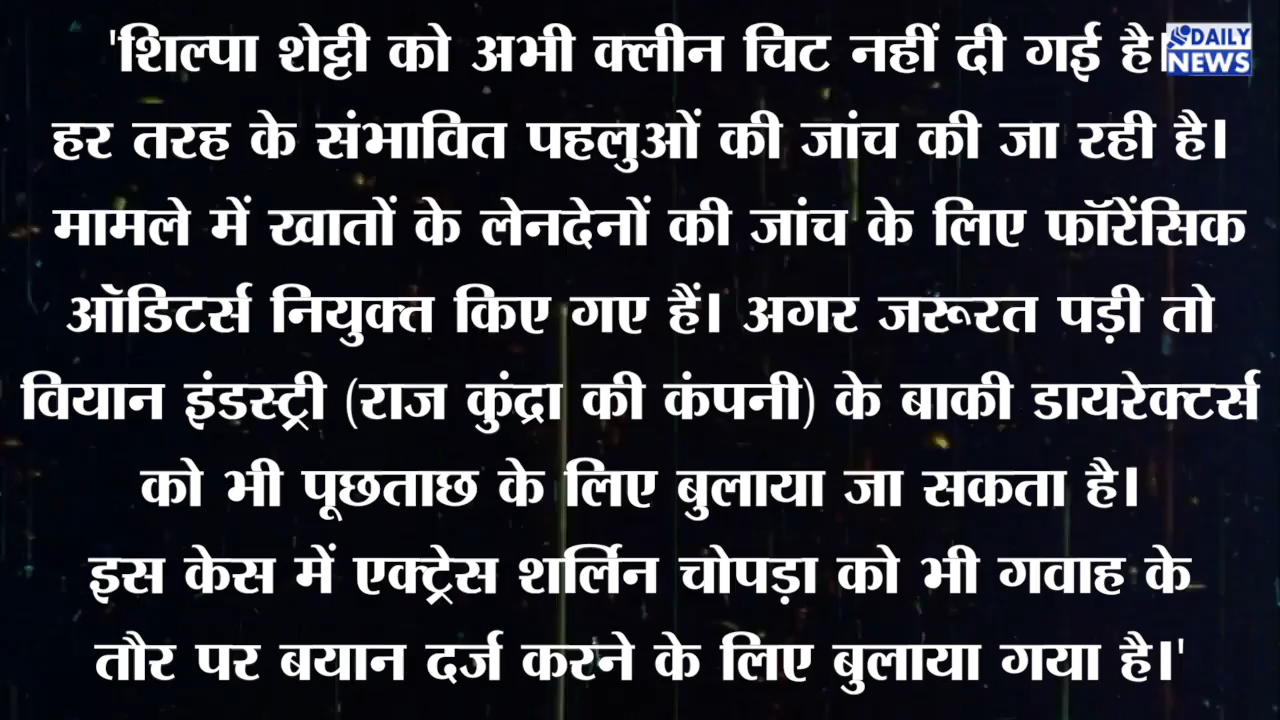 'शिल्पा शेट्टी को अभी क्लीन चिट नहीं दी गई है।
DAILY
NEWS
हर तरह के संभावित पहलुओं की जांच की जा रही है।
मामले में खातों के लेनदेनों की जांच के लिए फॉरेंसिक
ऑडिटर्स नियुक्त किए गए हैं। अगर जरूरत पड़ी तो
वियान इंडस्ट्री (राज कुंद्रा की कंपनी) के बाकी डायरेक्टर्स
को भी पूछताछ के लिए बुलाया जा सकता है।
इस केस में एक्ट्रेस शर्लिन चोपड़ा को भी गवाह के
तौर पर बयान दर्ज करने के लिए बुलाया गया है।'